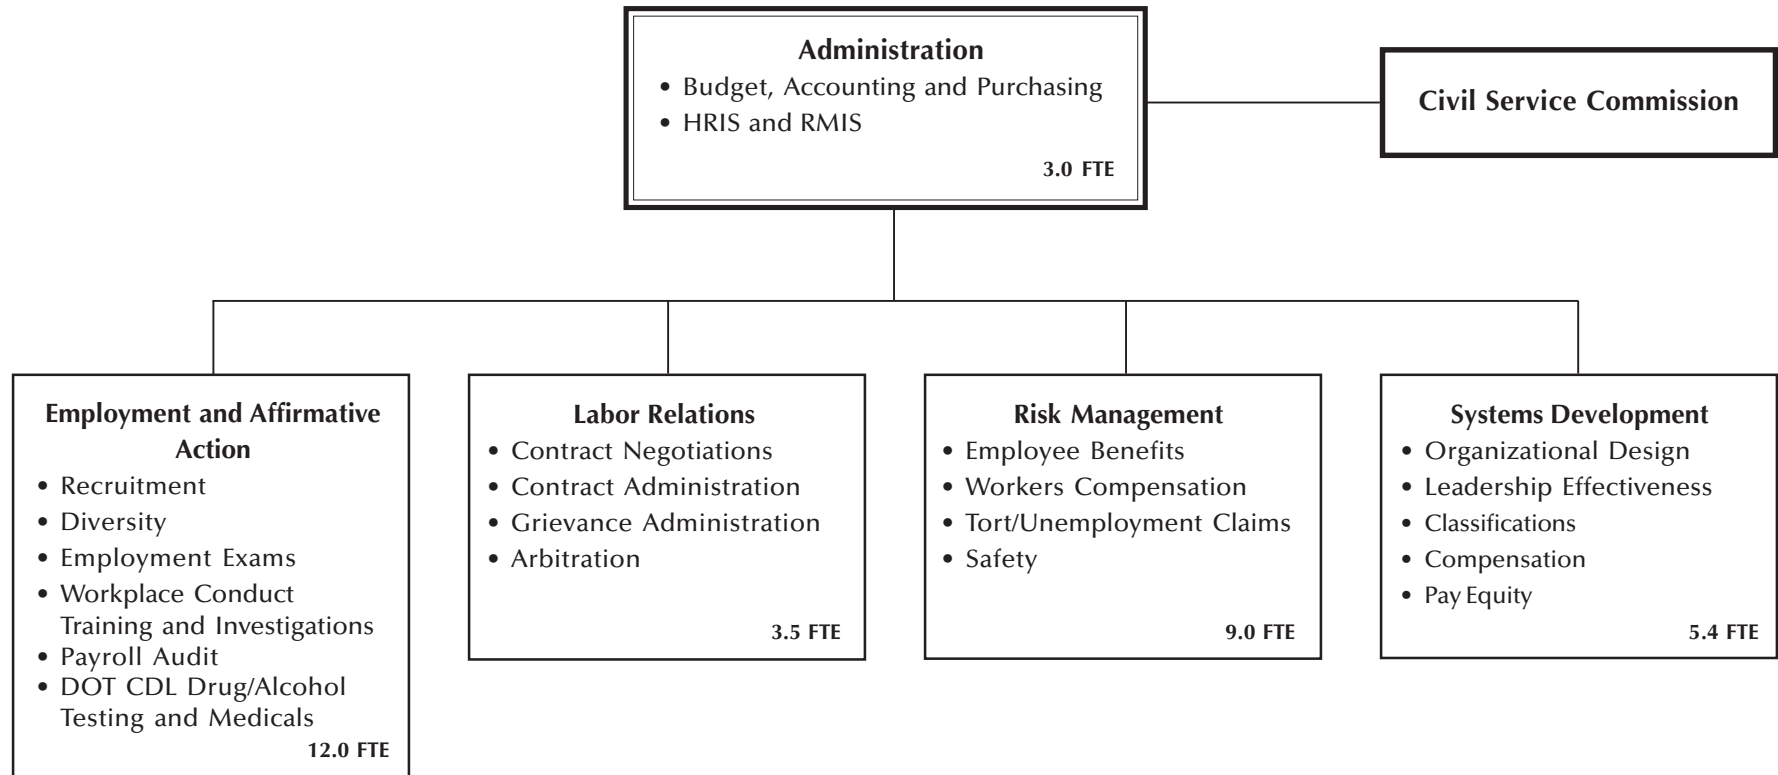 Administration
• Budget, Accounting and Purchasing
• HRIS and RMIS
3.0 FTE
Civil Service Commission
Employment and Affirmative
Action
• Recruitment
• Diversity
• Employment Exams
• Workplace Conduct
Training and Investigations
• Payroll Audit
• DOT CDL Drug/Alcohol
Testing and Medicals
12.0 FTE
Labor Relations
• Contract Negotiations
• Contract Administration
• Grievance Administration
• Arbitration
3.5 FTE
Risk Management
• Employee Benefits
• Workers Compensation
• Tort/Unemployment Claims
• Safety
9.0 FTE
Systems Development
• Organizational Design
• Leadership Effectiveness
• Classifications
• Compensation
• Pay Equity
5.4 FTE